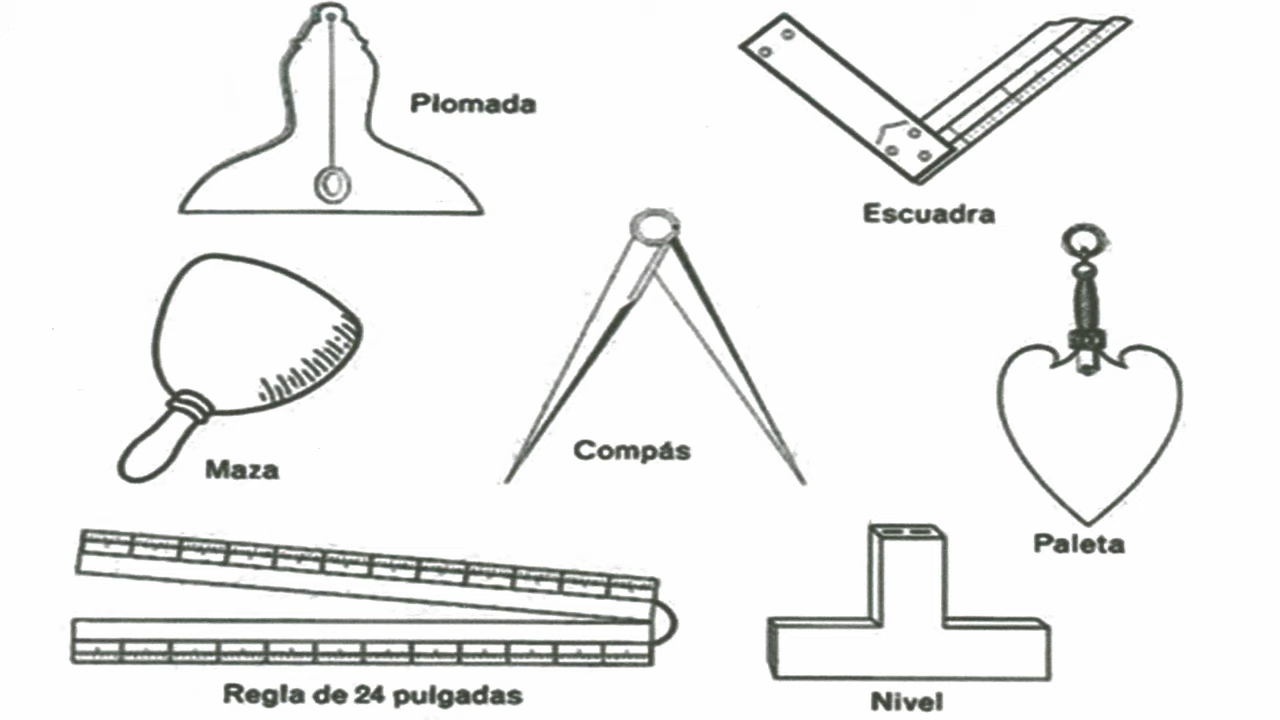 Plomada
Escuadra
Maza
Compás
Paleta
Regla de 24 pulgadas
Nivel